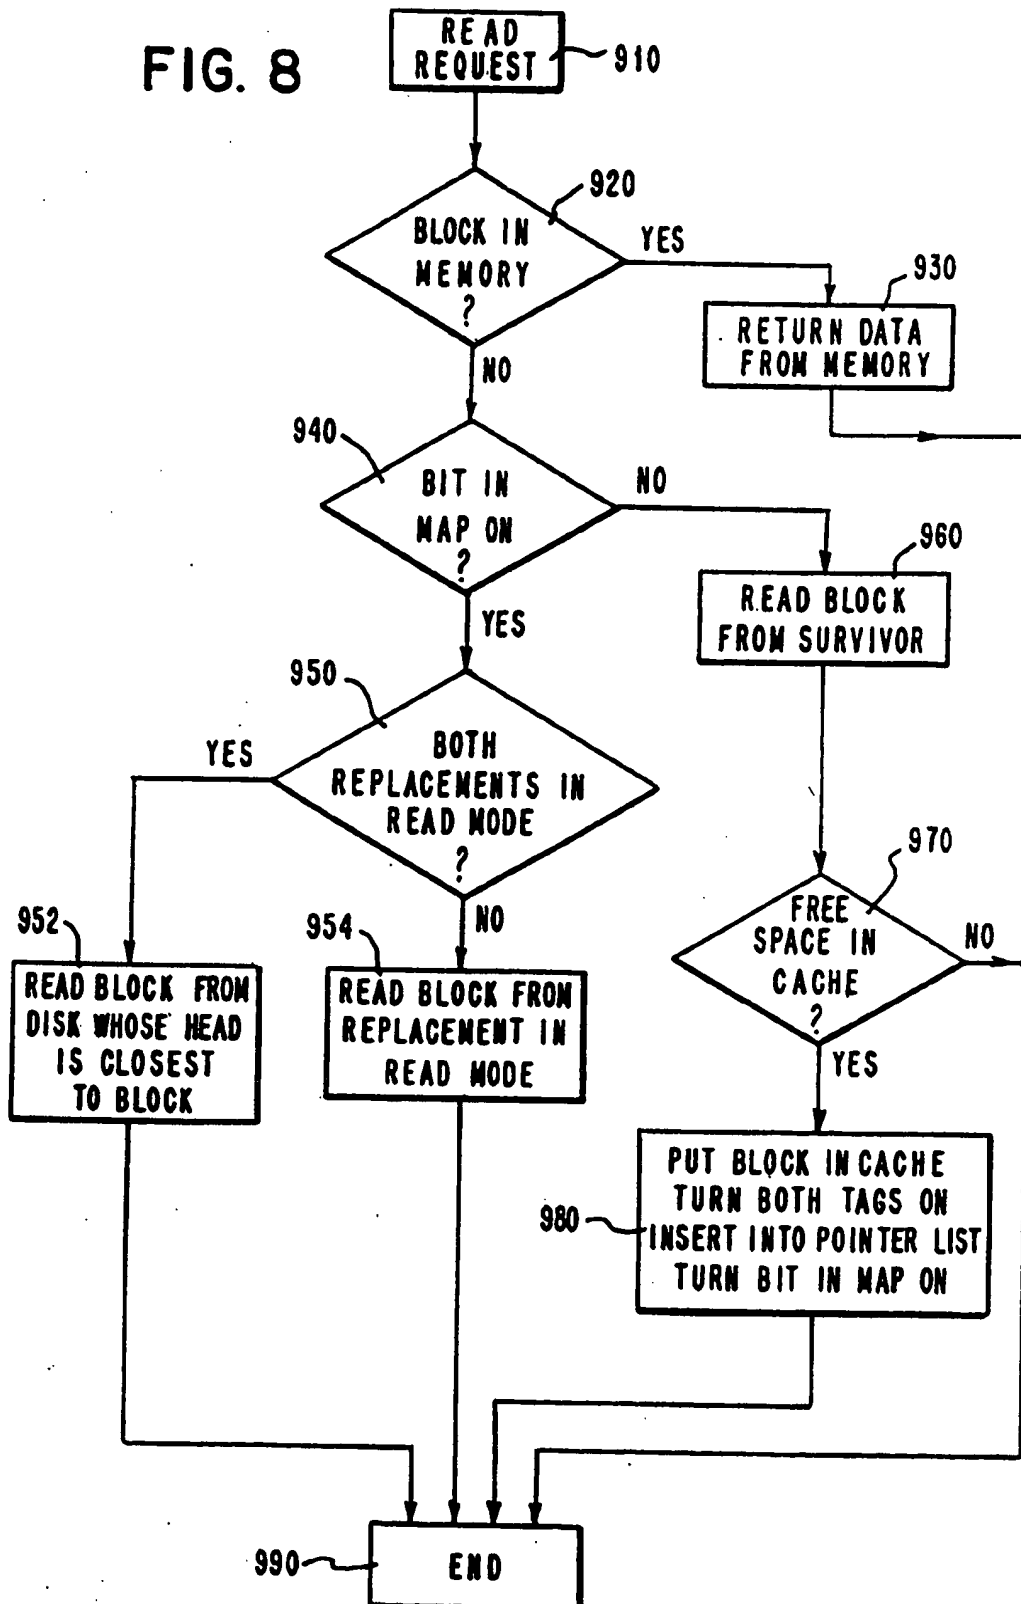 FIG. 8
READ
REQUEST
910
920
BLOCK IN
MEMORY
?
YES
930
RETURN DATA
FROM MEMORY
NO
940
BIT IN
MAP ON
?
NO
960
READ BLOCK
FROM SURVIVOR
YES
950
BOTH
REPLACEMENTS IN
READ MODE
?
YES
NO
970
FREE
SPACE IN
CACHE
?
NO
YES
952
READ BLOCK FROM
DISK WHOSE HEAD
IS CLOSEST
TO BLOCK
954
READ BLOCK FROM
REPLACEMENT IN
READ MODE
980
PUT BLOCK IN CACHE
TURN BOTH TAGS ON
INSERT INTO POINTER LIST
TURN BIT IN MAP ON
990
END